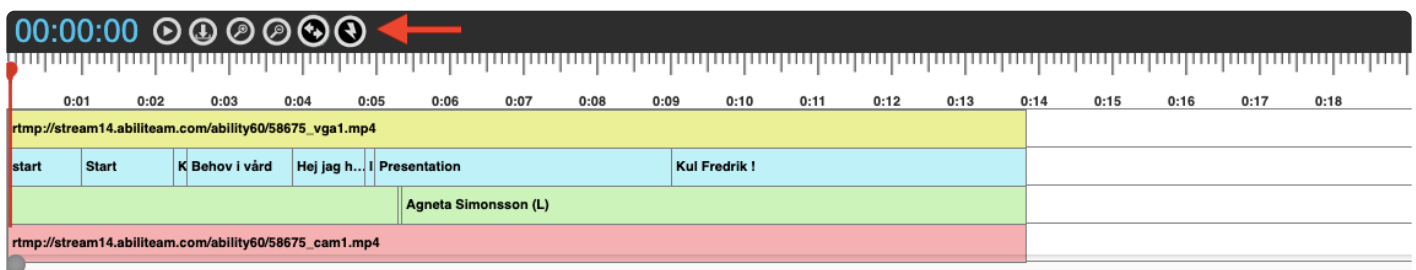 00:00:00
0:01 0:02 0:03 0:04 0:05 0:06 0:07 0:08 0:09 0:10 0:11 0:12 0:13 0:14 0:15 0:16 0:17 0:18
rtmp://stream14.abiliteam.com/ability60/58675_vga1.mp4
start Start K Behov i vård Hej jag h... I Presentation Kul Fredrik !
Agneta Simonsson (L)
rtmp://stream14.abiliteam.com/ability60/58675_cam1.mp4